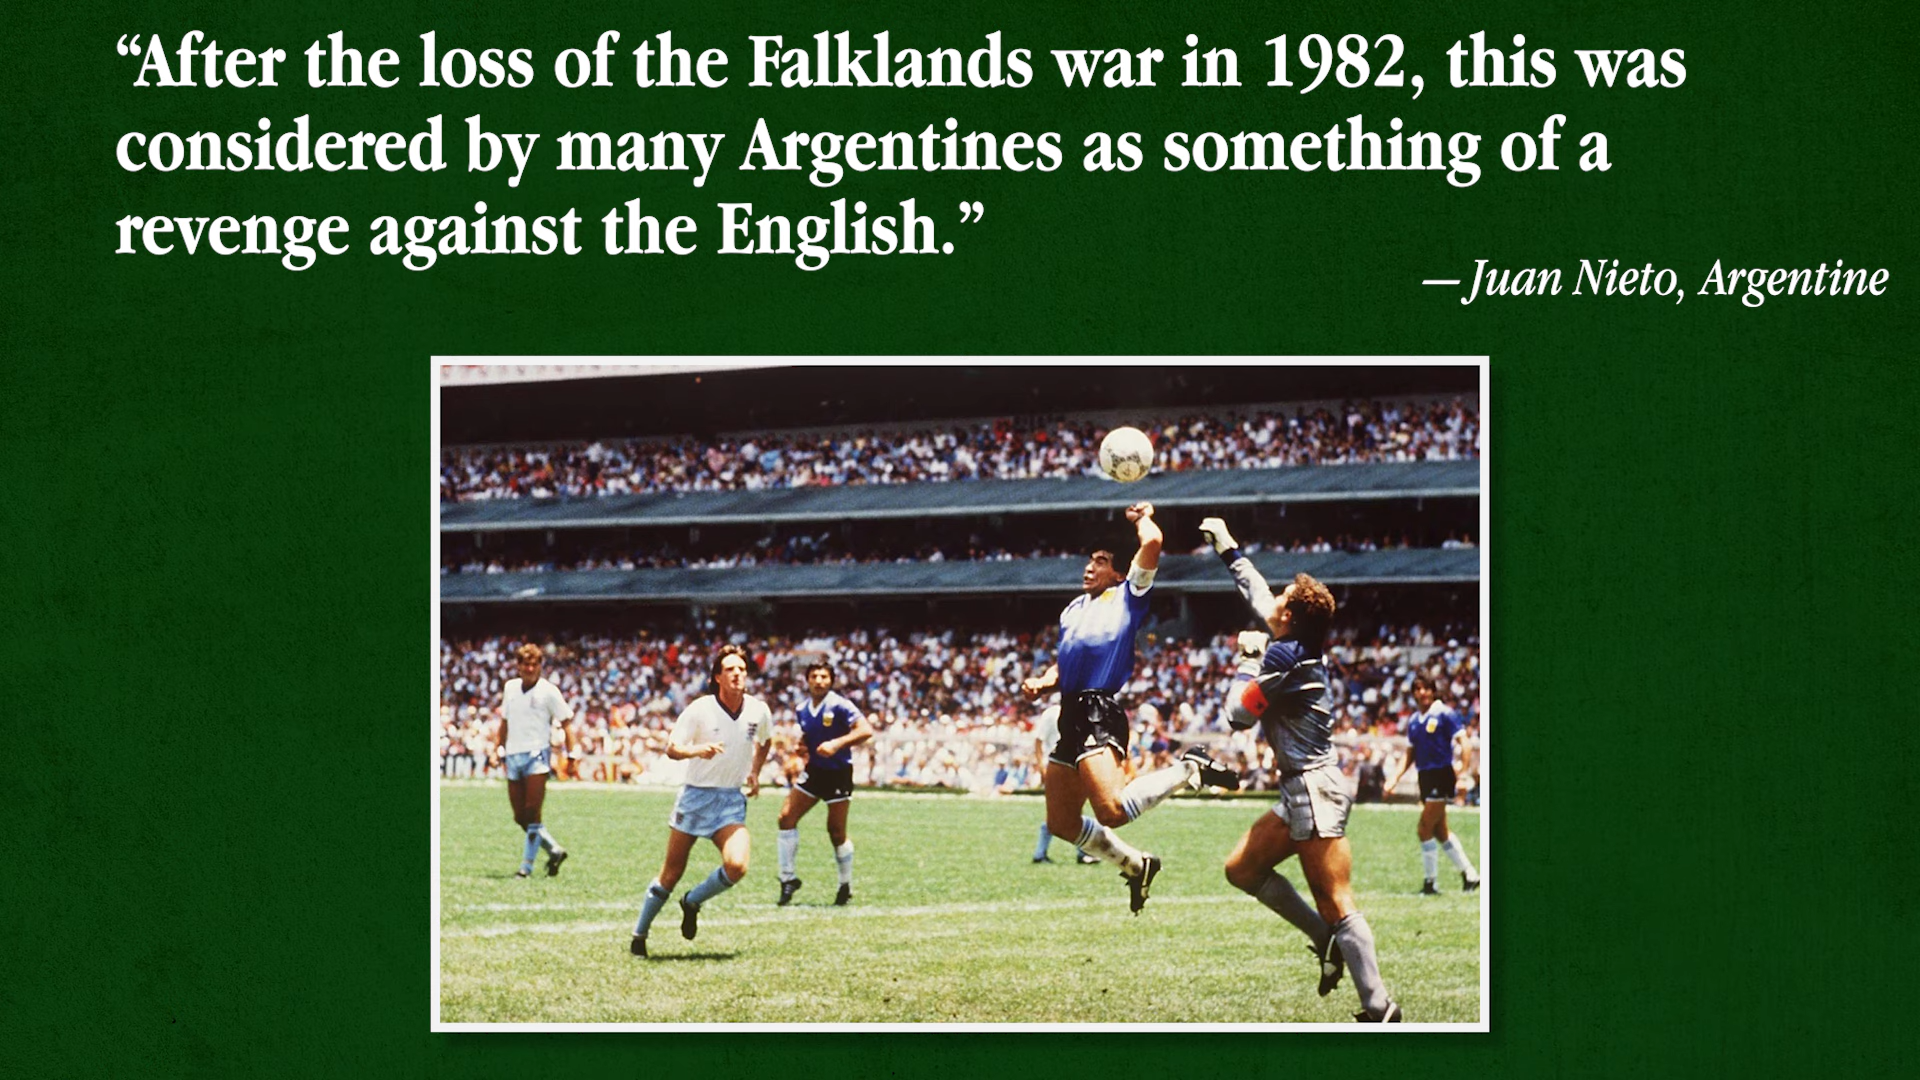 “After the loss of the Falklands war in 1982, this was
considered by many Argentines as something of a
revenge against the English.”
—Juan Nieto, Argentine